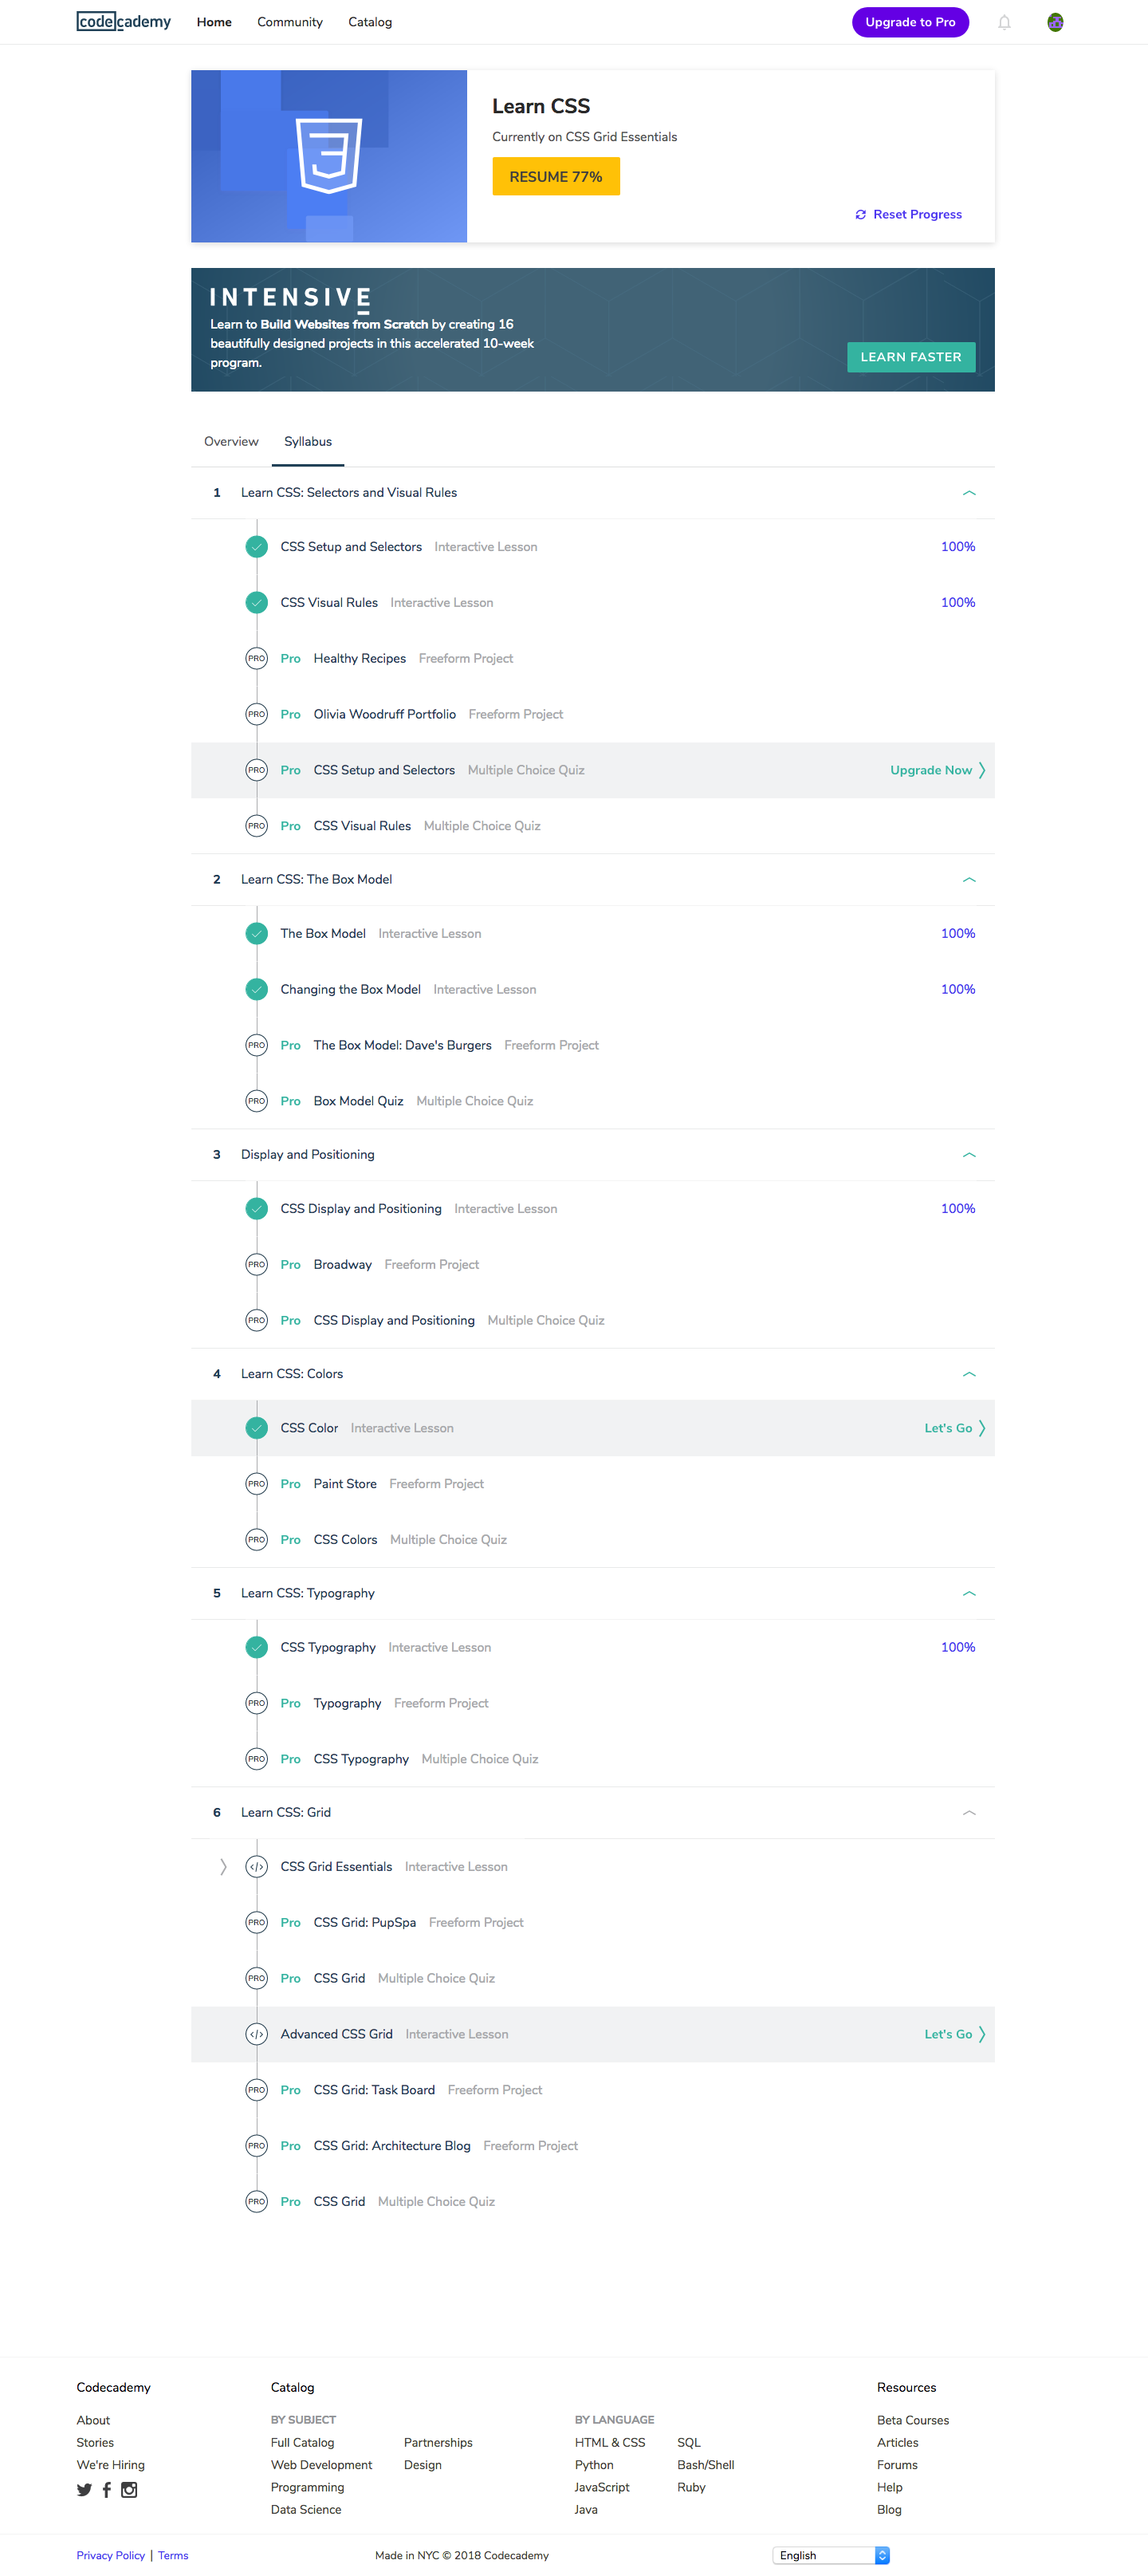 codecademy Home Community Catalog Upgrade to Pro
Learn CSS
Currently on CSS Grid Essentials
RESUME 77%
Reset Progress
INTENSIVE
Learn to Build Websites from Scratch by creating 16
beautifully designed projects in this accelerated 10-week
program.
LEARN FASTER
Overview Syllabus
1 Learn CSS: Selectors and Visual Rules
CSS Setup and Selectors Interactive Lesson 100%
CSS Visual Rules Interactive Lesson 100%
PRO Pro Healthy Recipes Freeform Project
PRO Pro Olivia Woodruff Portfolio Freeform Project
PRO Pro CSS Setup and Selectors Multiple Choice Quiz Upgrade Now
PRO Pro CSS Visual Rules Multiple Choice Quiz
2 Learn CSS: The Box Model
The Box Model Interactive Lesson 100%
Changing the Box Model Interactive Lesson 100%
PRO Pro The Box Model: Dave's Burgers Freeform Project
PRO Pro Box Model Quiz Multiple Choice Quiz
3 Display and Positioning
CSS Display and Positioning Interactive Lesson 100%
PRO Pro Broadway Freeform Project
PRO Pro CSS Display and Positioning Multiple Choice Quiz
4 Learn CSS: Colors
CSS Color Interactive Lesson Let's Go
PRO Pro Paint Store Freeform Project
PRO Pro CSS Colors Multiple Choice Quiz
5 Learn CSS: Typography
CSS Typography Interactive Lesson 100%
PRO Pro Typography Freeform Project
PRO Pro CSS Typography Multiple Choice Quiz
6 Learn CSS: Grid
</> CSS Grid Essentials Interactive Lesson
PRO Pro CSS Grid: PupSpa Freeform Project
PRO Pro CSS Grid Multiple Choice Quiz
</> Advanced CSS Grid Interactive Lesson Let's Go
PRO Pro CSS Grid: Task Board Freeform Project
PRO Pro CSS Grid: Architecture Blog Freeform Project
PRO Pro CSS Grid Multiple Choice Quiz
Codecademy
About
Stories
We're Hiring
Catalog
BY SUBJECT
Full Catalog
Web Development
Programming
Data Science
Partnerships
Design
BY LANGUAGE
HTML & CSS
Python
JavaScript
Java
SQL
Bash/Shell
Ruby
Resources
Beta Courses
Articles
Forums
Help
Blog
Privacy Policy | Terms
Made in NYC © 2018 Codecademy
English